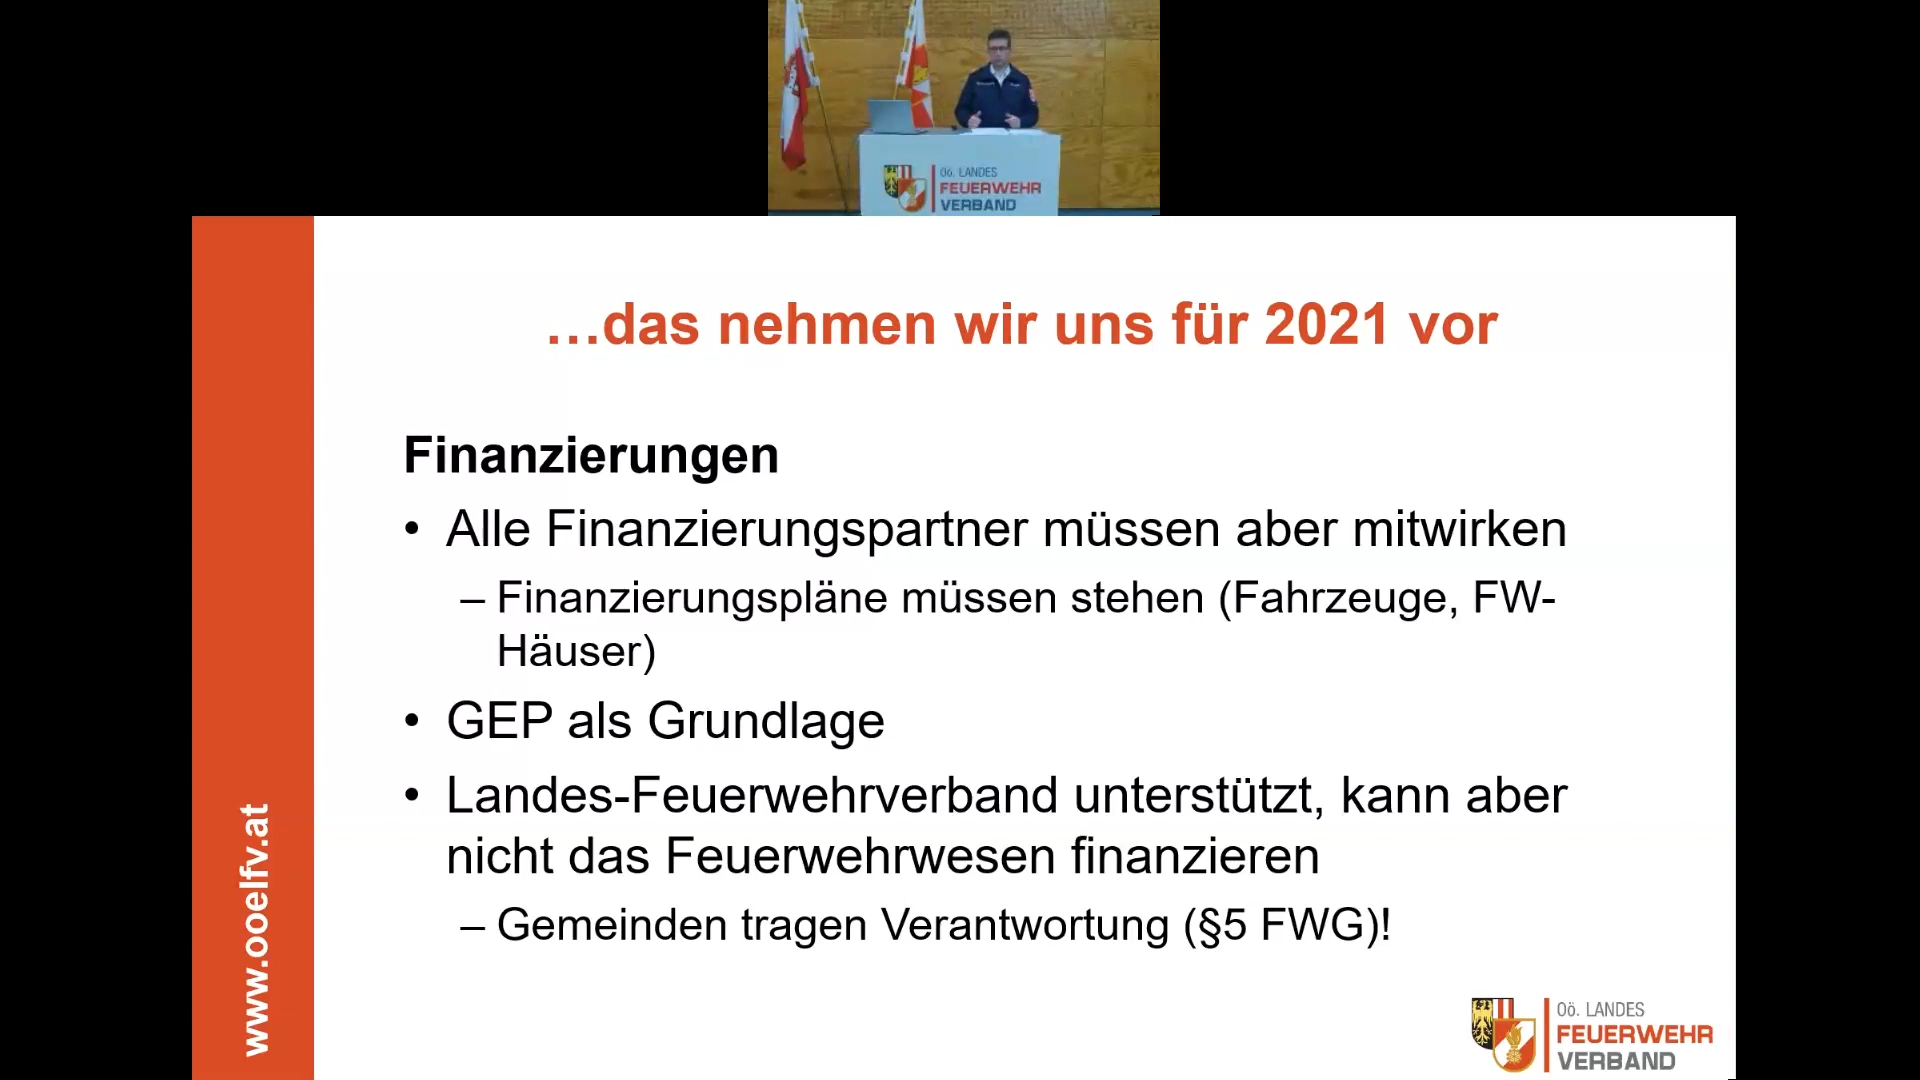 OÖ. LANDES
FEUERWEHR
VERBAND
…das nehmen wir uns für 2021 vor
Finanzierungen
• Alle Finanzierungspartner müssen aber mitwirken
– Finanzierungspläne müssen stehen (Fahrzeuge, FW-
Häuser)
• GEP als Grundlage
• Landes-Feuerwehrverband unterstützt, kann aber
nicht das Feuerwehrwesen finanzieren
– Gemeinden tragen Verantwortung (§5 FWG)!
www.ooelfv.at
OÖ. LANDES
FEUERWEHR
VERBAND